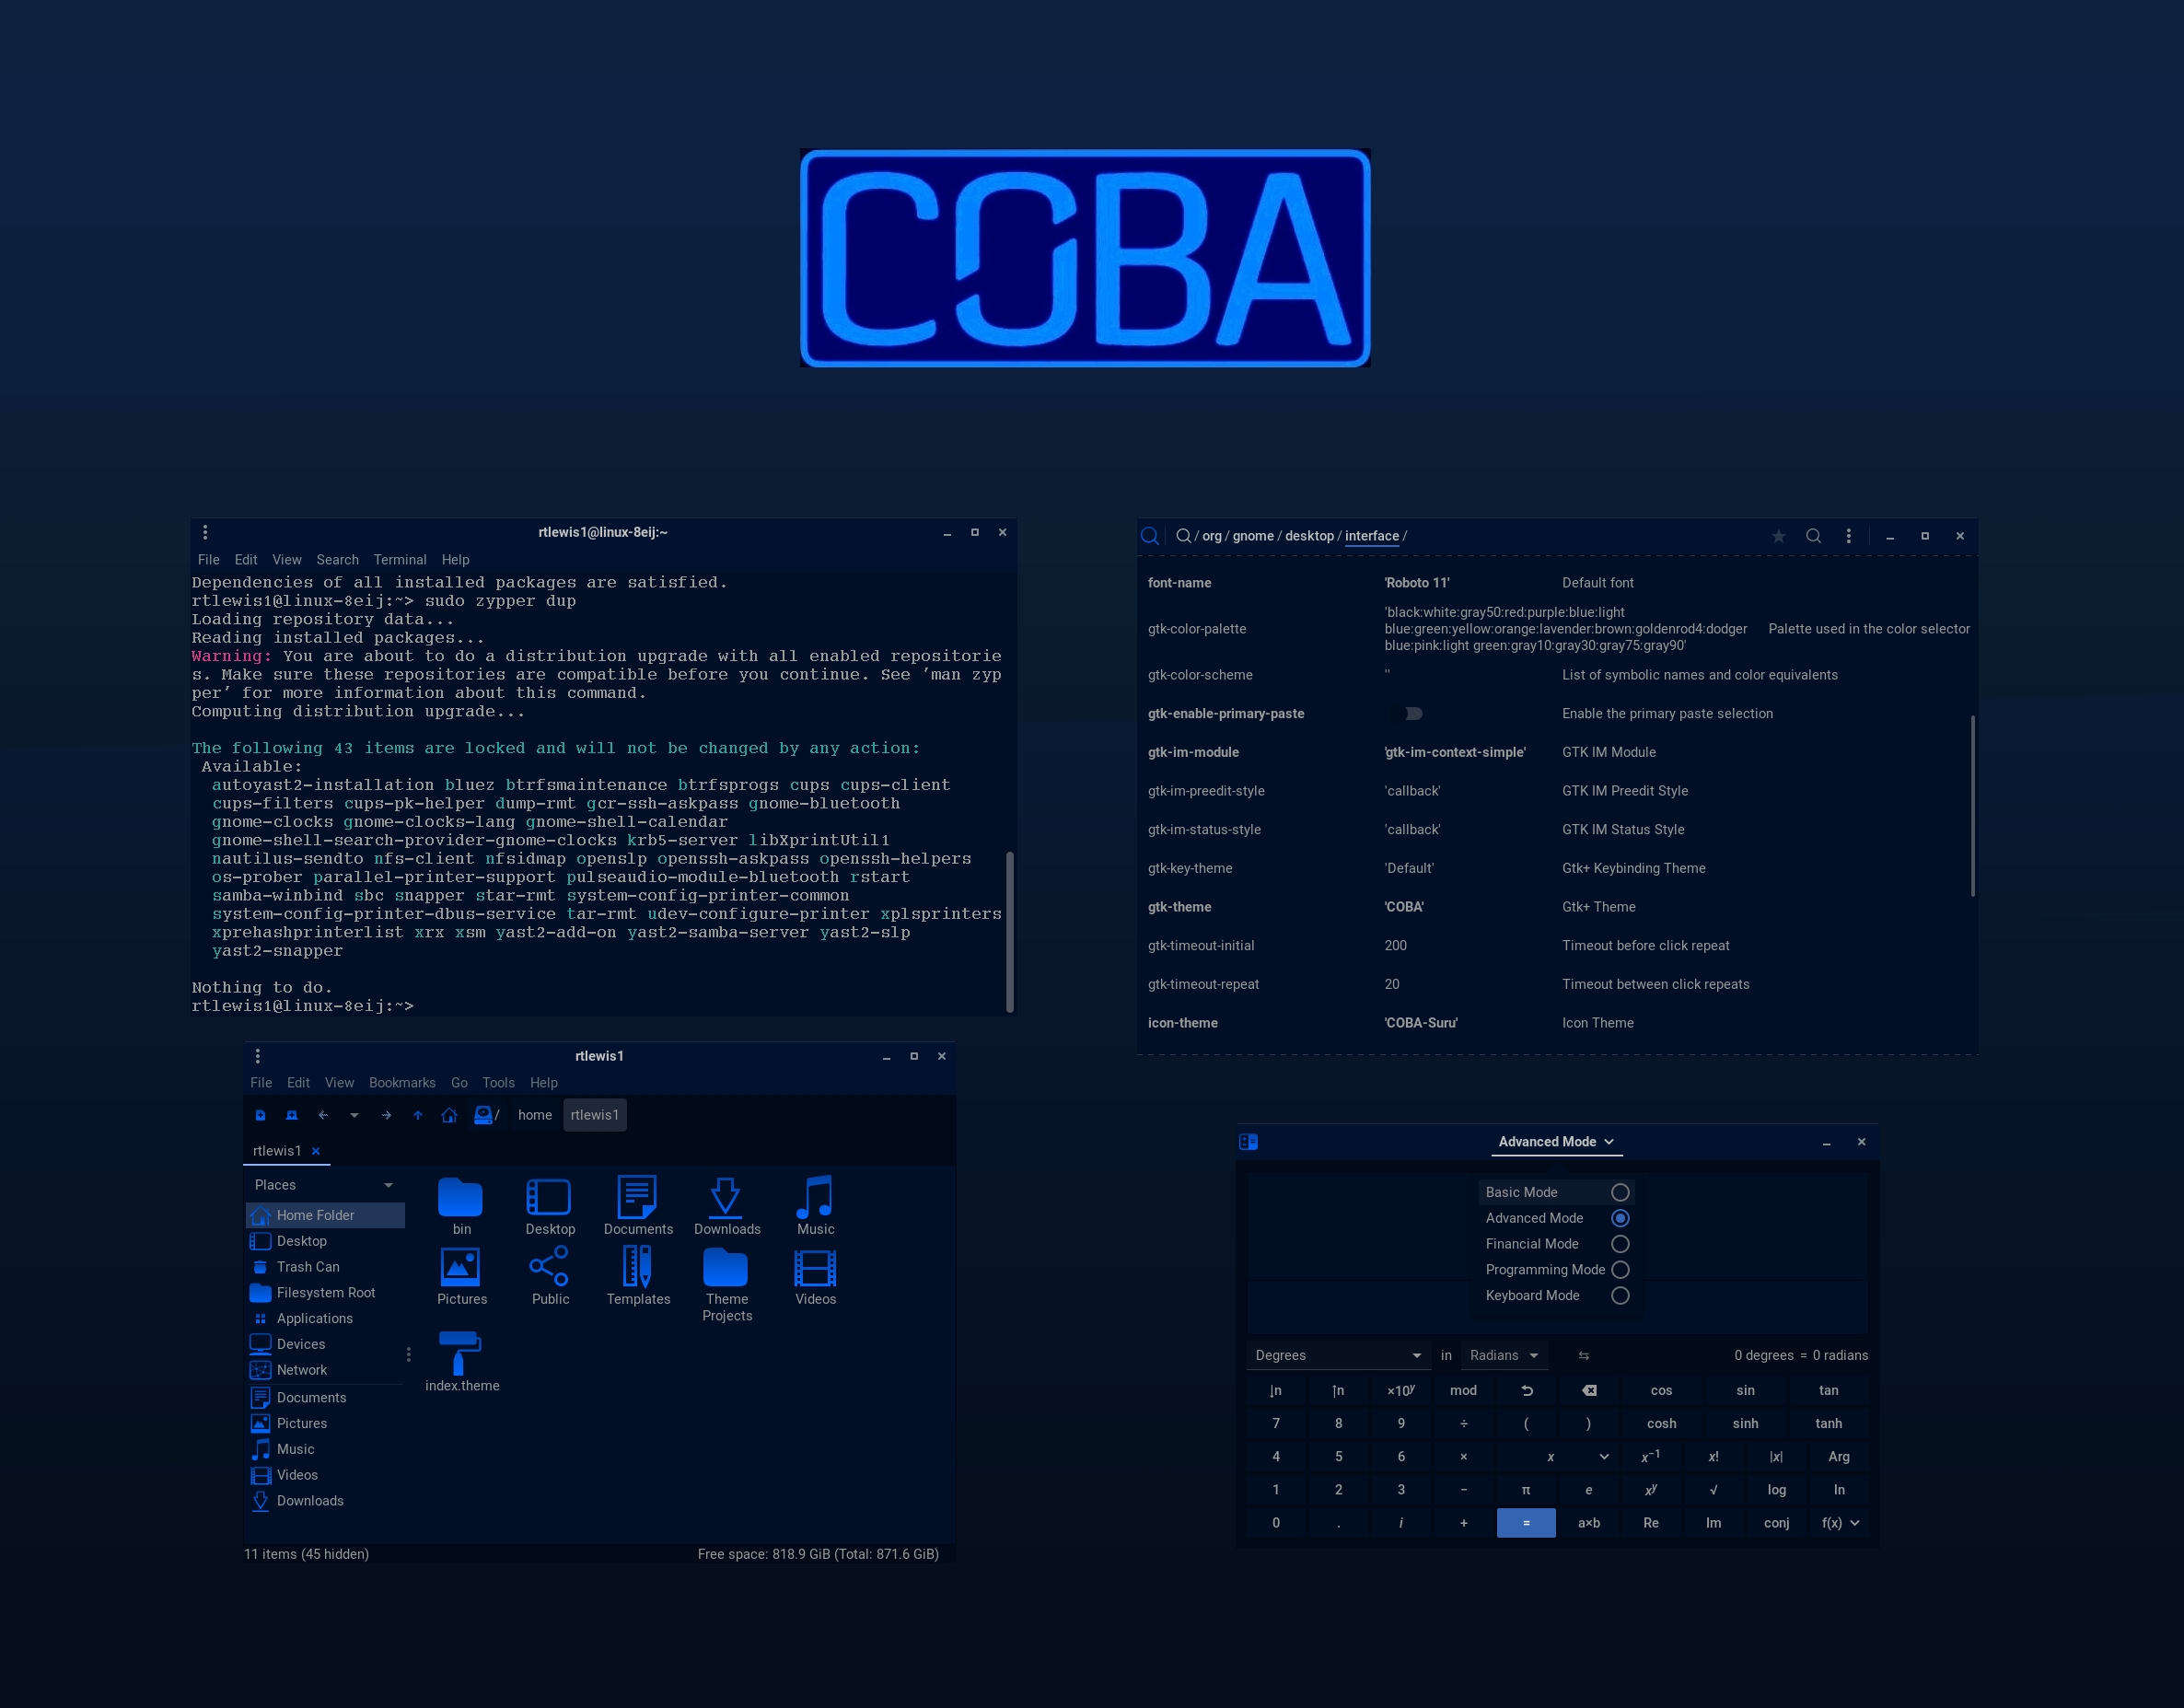 COBA
rtlewis1@linux-8eij:~
File Edit View Search Terminal Help
Dependencies of all installed packages are satisfied.
rtlewis1@linux-8eij:~> sudo zypper dup
Loading repository data...
Reading installed packages...
Warning: You are about to do a distribution upgrade with all enabled repositorie
s. Make sure these repositories are compatible before you continue. See ’man zyp
per’ for more information about this command.
Computing distribution upgrade...
The following 43 items are locked and will not be changed by any action:
Available:
autoyast2-installation bluez btrfsmaintenance btrfsprogs cups cups-client
cups-filters cups-pk-helper dump-rmt gcr-ssh-askpass gnome-bluetooth
gnome-clocks gnome-clocks-lang gnome-shell-calendar
gnome-shell-search-provider-gnome-clocks krb5-server libXprintUtil1
nautilus-sendto nfs-client nfsidmap openslp openssh-askpass openssh-helpers
os-prober parallel-printer-support pulseaudio-module-bluetooth rstart
samba-winbind sbc snapper star-rmt system-config-printer-common
system-config-printer-dbus-service tar-rmt udev-configure-printer xplsprinters
xprehashprinterlist xrx xsm yast2-add-on yast2-samba-server yast2-slp
yast2-snapper
Nothing to do.
rtlewis1@linux-8eij:~>
/ org / gnome / desktop / interface /
font-name 'Roboto 11' Default font
gtk-color-palette 'black:white:gray50:red:purple:blue:light
blue:green:yellow:orange:lavender:brown:goldenrod4:dodger Palette used in the color selector
blue:pink:light green:gray10:gray30:gray75:gray90'
gtk-color-scheme '' List of symbolic names and color equivalents
gtk-enable-primary-paste Enable the primary paste selection
gtk-im-module 'gtk-im-context-simple' GTK IM Module
gtk-im-preedit-style 'callback' GTK IM Preedit Style
gtk-im-status-style 'callback' GTK IM Status Style
gtk-key-theme 'Default' Gtk+ Keybinding Theme
gtk-theme 'COBA' Gtk+ Theme
gtk-timeout-initial 200 Timeout before click repeat
gtk-timeout-repeat 20 Timeout between click repeats
icon-theme 'COBA-Suru' Icon Theme
rtlewis1
File Edit View Bookmarks Go Tools Help
/ home rtlewis1
rtlewis1
Places
Home Folder
Desktop
Trash Can
Filesystem Root
Applications
Devices
Network
Documents
Pictures
Music
Videos
Downloads
bin Desktop Documents Downloads Music
Pictures Public Templates Theme Projects Videos
index.theme
11 items (45 hidden) Free space: 818.9 GiB (Total: 871.6 GiB)
Advanced Mode
Basic Mode
Advanced Mode
Financial Mode
Programming Mode
Keyboard Mode
Degrees in Radians ⇆ 0 degrees = 0 radians
↓n ↑n ×10ʸ mod cos sin tan
7 8 9 ÷ ( ) cosh sinh tanh
4 5 6 × x x⁻¹ x! |x| Arg
1 2 3 − π e xʸ √ log ln
0 . i + = a×b Re Im conj f(x)